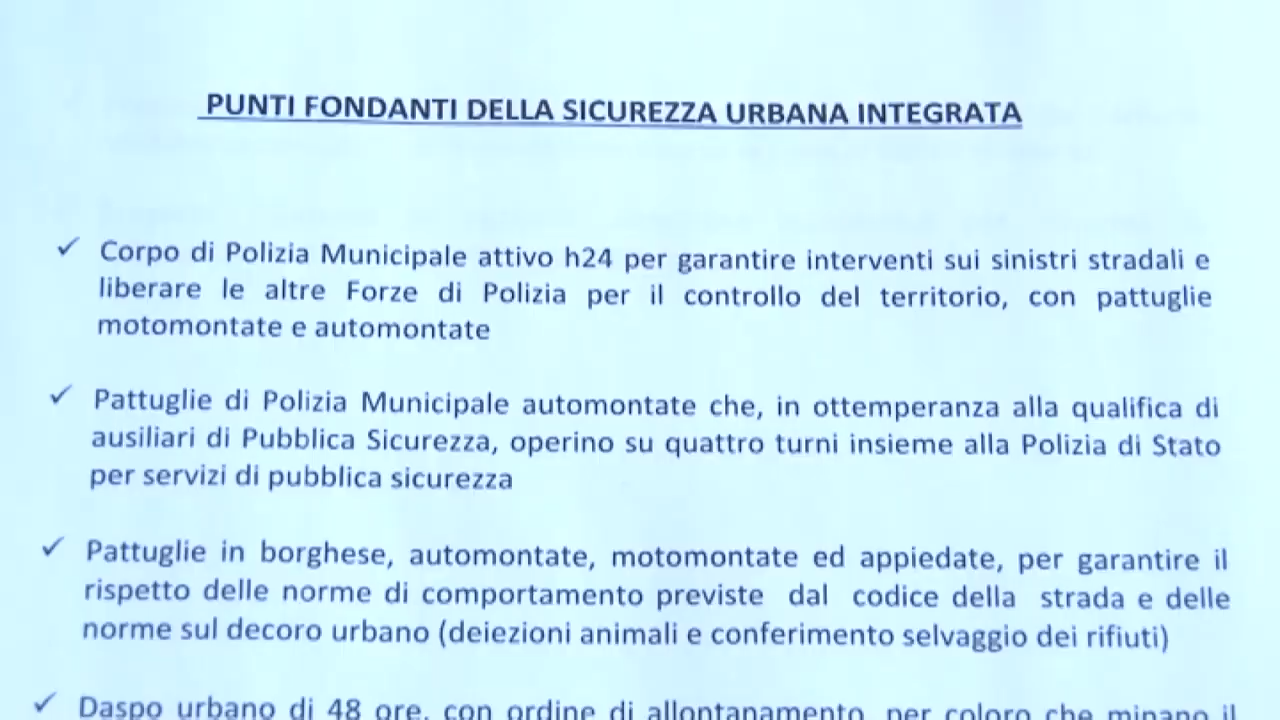 PUNTI FONDANTI DELLA SICUREZZA URBANA INTEGRATA
✓ Corpo di Polizia Municipale attivo h24 per garantire interventi sui sinistri stradali e
liberare le altre Forze di Polizia per il controllo del territorio, con pattuglie
motomontate e automontate
✓ Pattuglie di Polizia Municipale automontate che, in ottemperanza alla qualifica di
ausiliari di Pubblica Sicurezza, operino su quattro turni insieme alla Polizia di Stato
per servizi di pubblica sicurezza
✓ Pattuglie in borghese, automontate, motomontate ed appiedate, per garantire il
rispetto delle norme di comportamento previste dal codice della strada e delle
norme sul decoro urbano (deiezioni animali e conferimento selvaggio dei rifiuti)
✓ Daspo urbano di 48 ore, con ordine di allontanamento, per coloro che minano il